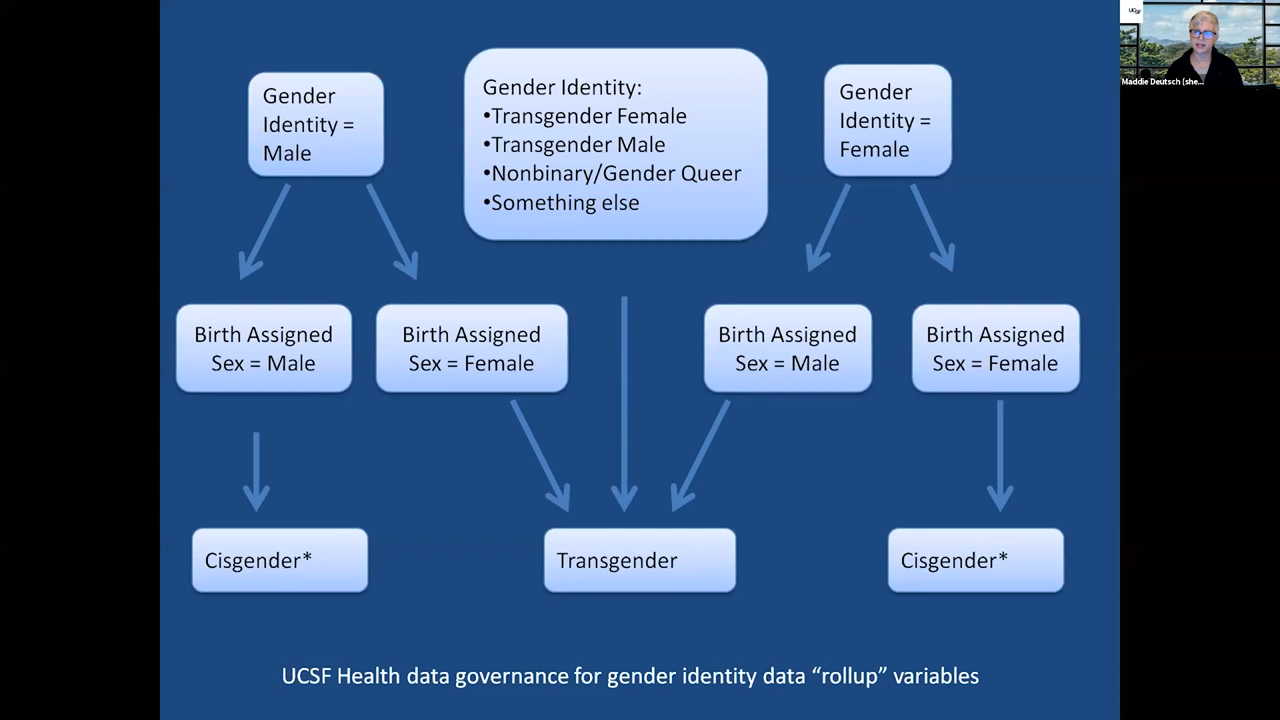 UCSF
Maddie Deutsch (she...
Gender
Identity =
Male
Gender Identity:
•Transgender Female
•Transgender Male
•Nonbinary/Gender Queer
•Something else
Gender
Identity =
Female
Birth Assigned
Sex = Male
Birth Assigned
Sex = Female
Birth Assigned
Sex = Male
Birth Assigned
Sex = Female
Cisgender*
Transgender
Cisgender*
UCSF Health data governance for gender identity data “rollup” variables